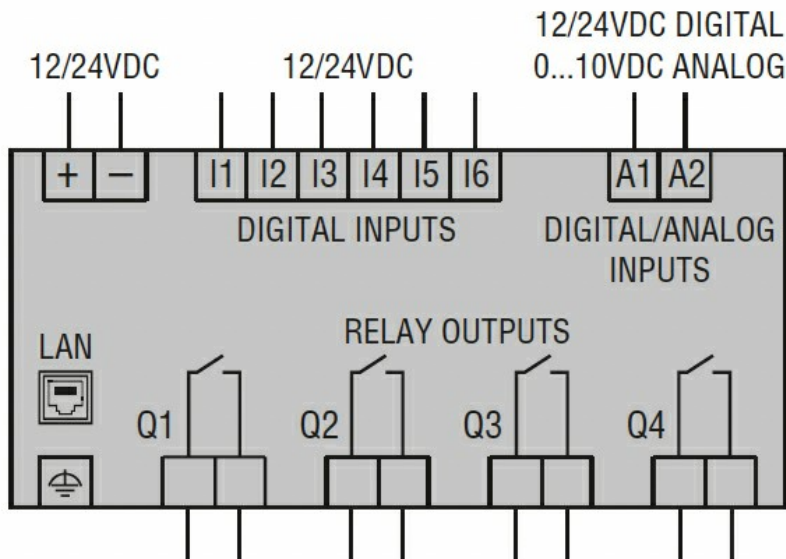 12/24VDC DIGITAL
12/24VDC 12/24VDC 0...10VDC ANALOG
+ − I1 I2 I3 I4 I5 I6 A1 A2
DIGITAL INPUTS DIGITAL/ANALOG
INPUTS
RELAY OUTPUTS
LAN
Q1 Q2 Q3 Q4